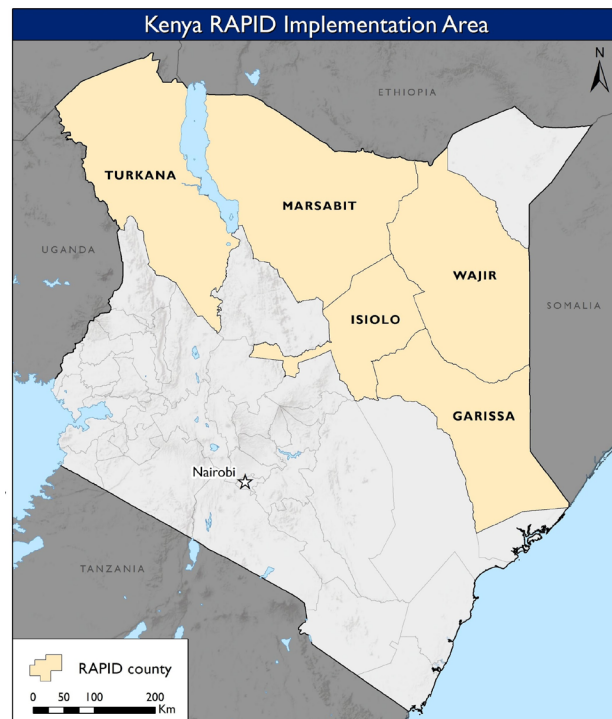 Kenya RAPID Implementation Area
N
ETHIOPIA
TURKANA
MARSABIT
UGANDA
WAJIR
SOMALIA
ISIOLO
GARISSA
Nairobi
TANZANIA
RAPID county
0 50 100 200
Km